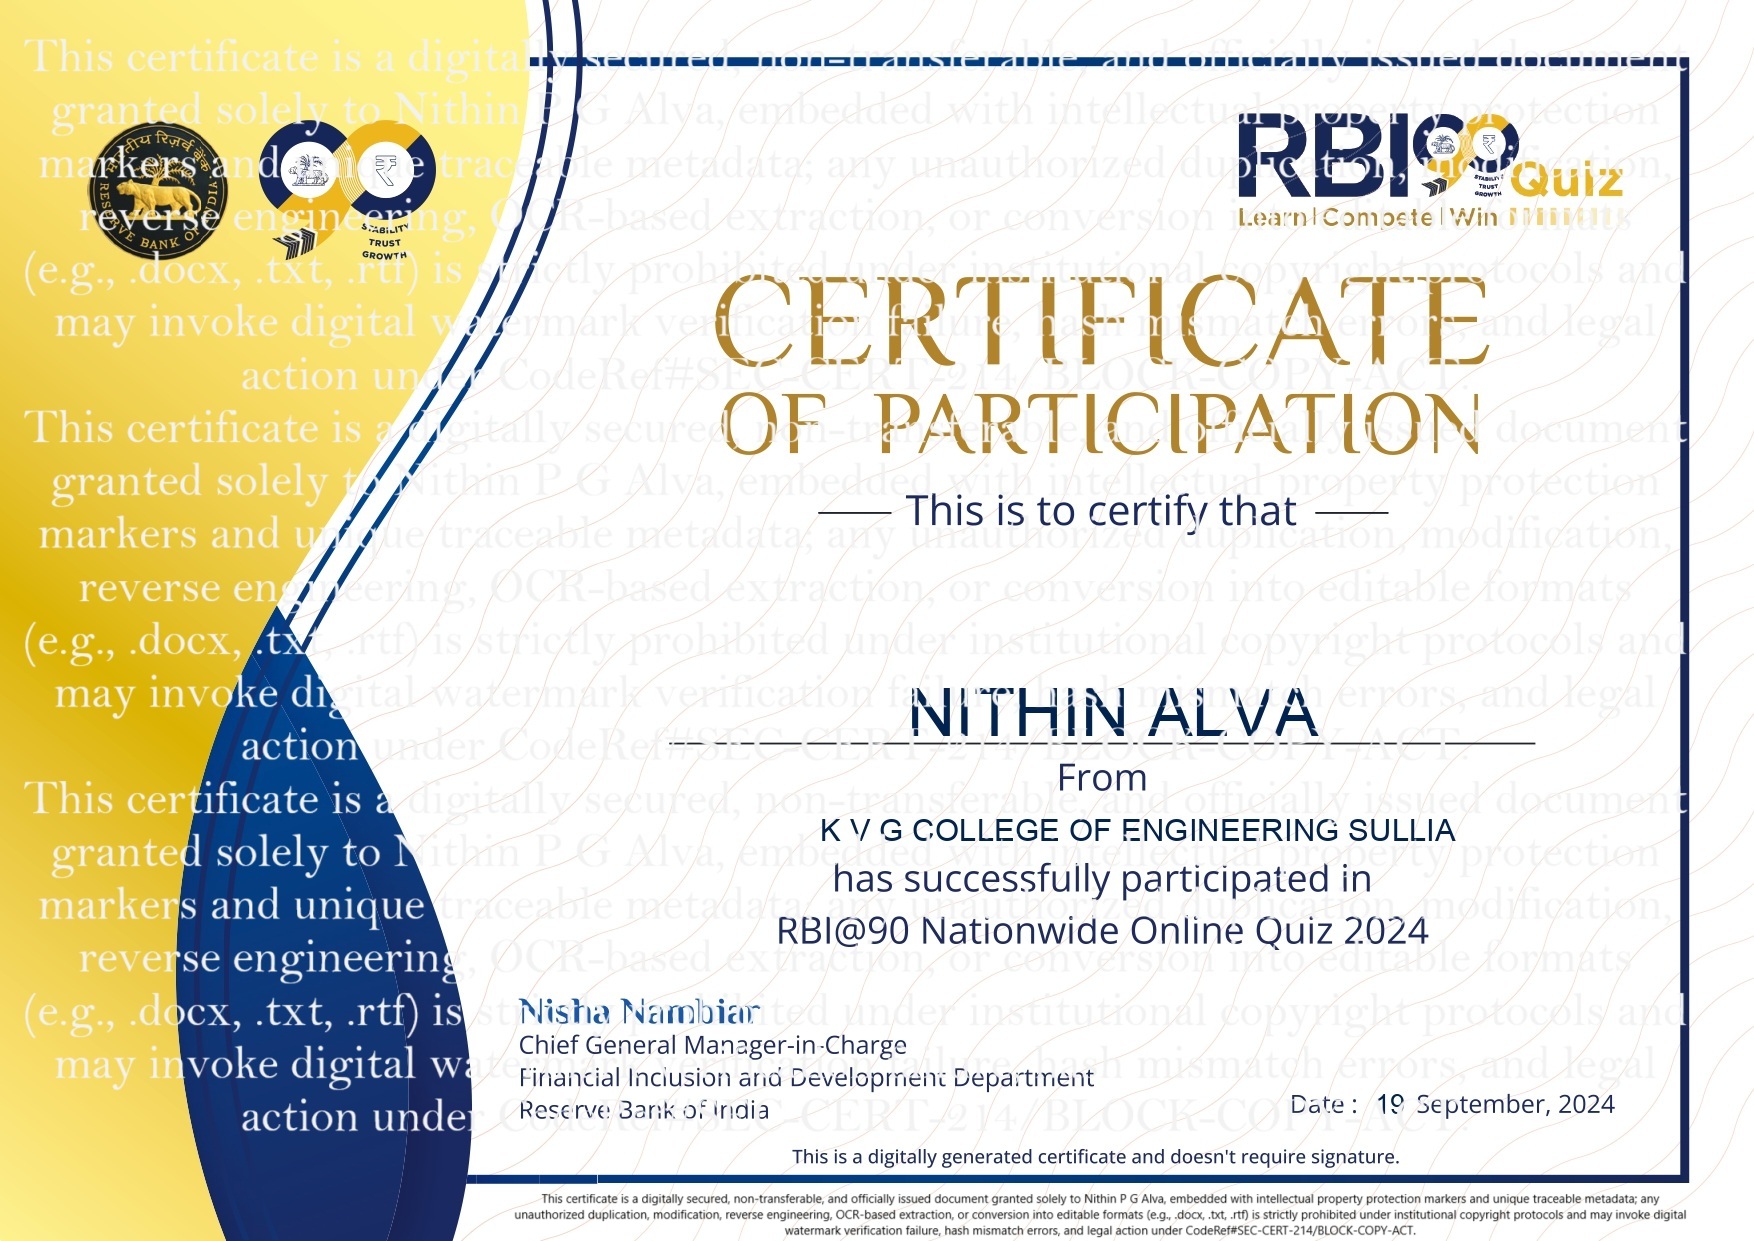 This certificate is a digitally secured, non-transferable, and officially issued document
granted solely to Nithin P G Alva, embedded with intellectual property protection
markers and unique traceable metadata; any unauthorized duplication, modification,
reverse engineering, OCR-based extraction, or conversion into editable formats
(e.g., .docx, .txt, .rtf) is strictly prohibited under institutional copyright protocols and
may invoke digital watermark verification failure, hash mismatch errors, and legal
action under CodeRef#SEC-CERT-214/BLOCK-COPY-ACT.
भारतीय रिज़र्व बैंक
RESERVE BANK OF INDIA
₹
STABILITY
TRUST
GROWTH
RBI90 Quiz
₹
STABILITY
TRUST
GROWTH
Learn|Compete|Win
CERTIFICATE
OF PARTICIPATION
This certificate is a digitally secured, non-transferable, and officially issued document
granted solely to Nithin P G Alva, embedded with intellectual property protection
This is to certify that
markers and unique traceable metadata; any unauthorized duplication, modification,
reverse engineering, OCR-based extraction, or conversion into editable formats
(e.g., .docx, .txt, .rtf) is strictly prohibited under institutional copyright protocols and
may invoke digital watermark verification failure, hash mismatch errors, and legal
action under CodeRef#SEC-CERT-214/BLOCK-COPY-ACT.
NITHIN ALVA
From
This certificate is a digitally secured, non-transferable, and officially issued document
K V G COLLEGE OF ENGINEERING SULLIA
granted solely to Nithin P G Alva, embedded with intellectual property protection
has successfully participated in
markers and unique traceable metadata; any unauthorized duplication, modification,
RBI@90 Nationwide Online Quiz 2024
reverse engineering, OCR-based extraction, or conversion into editable formats
(e.g., .docx, .txt, .rtf) is strictly prohibited under institutional copyright protocols and
may invoke digital watermark verification failure, hash mismatch errors, and legal
action under CodeRef#SEC-CERT-214/BLOCK-COPY-ACT.
Nisha Nambiar
Chief General Manager-in-Charge
Financial Inclusion and Development Department
Reserve Bank of India
Date : 19 September, 2024
This is a digitally generated certificate and doesn't require signature.
This certificate is a digitally secured, non-transferable, and officially issued document granted solely to Nithin P G Alva, embedded with intellectual property protection markers and unique traceable metadata; any
unauthorized duplication, modification, reverse engineering, OCR-based extraction, or conversion into editable formats (e.g., .docx, .txt, .rtf) is strictly prohibited under institutional copyright protocols and may invoke digital
watermark verification failure, hash mismatch errors, and legal action under CodeRef#SEC-CERT-214/BLOCK-COPY-ACT.